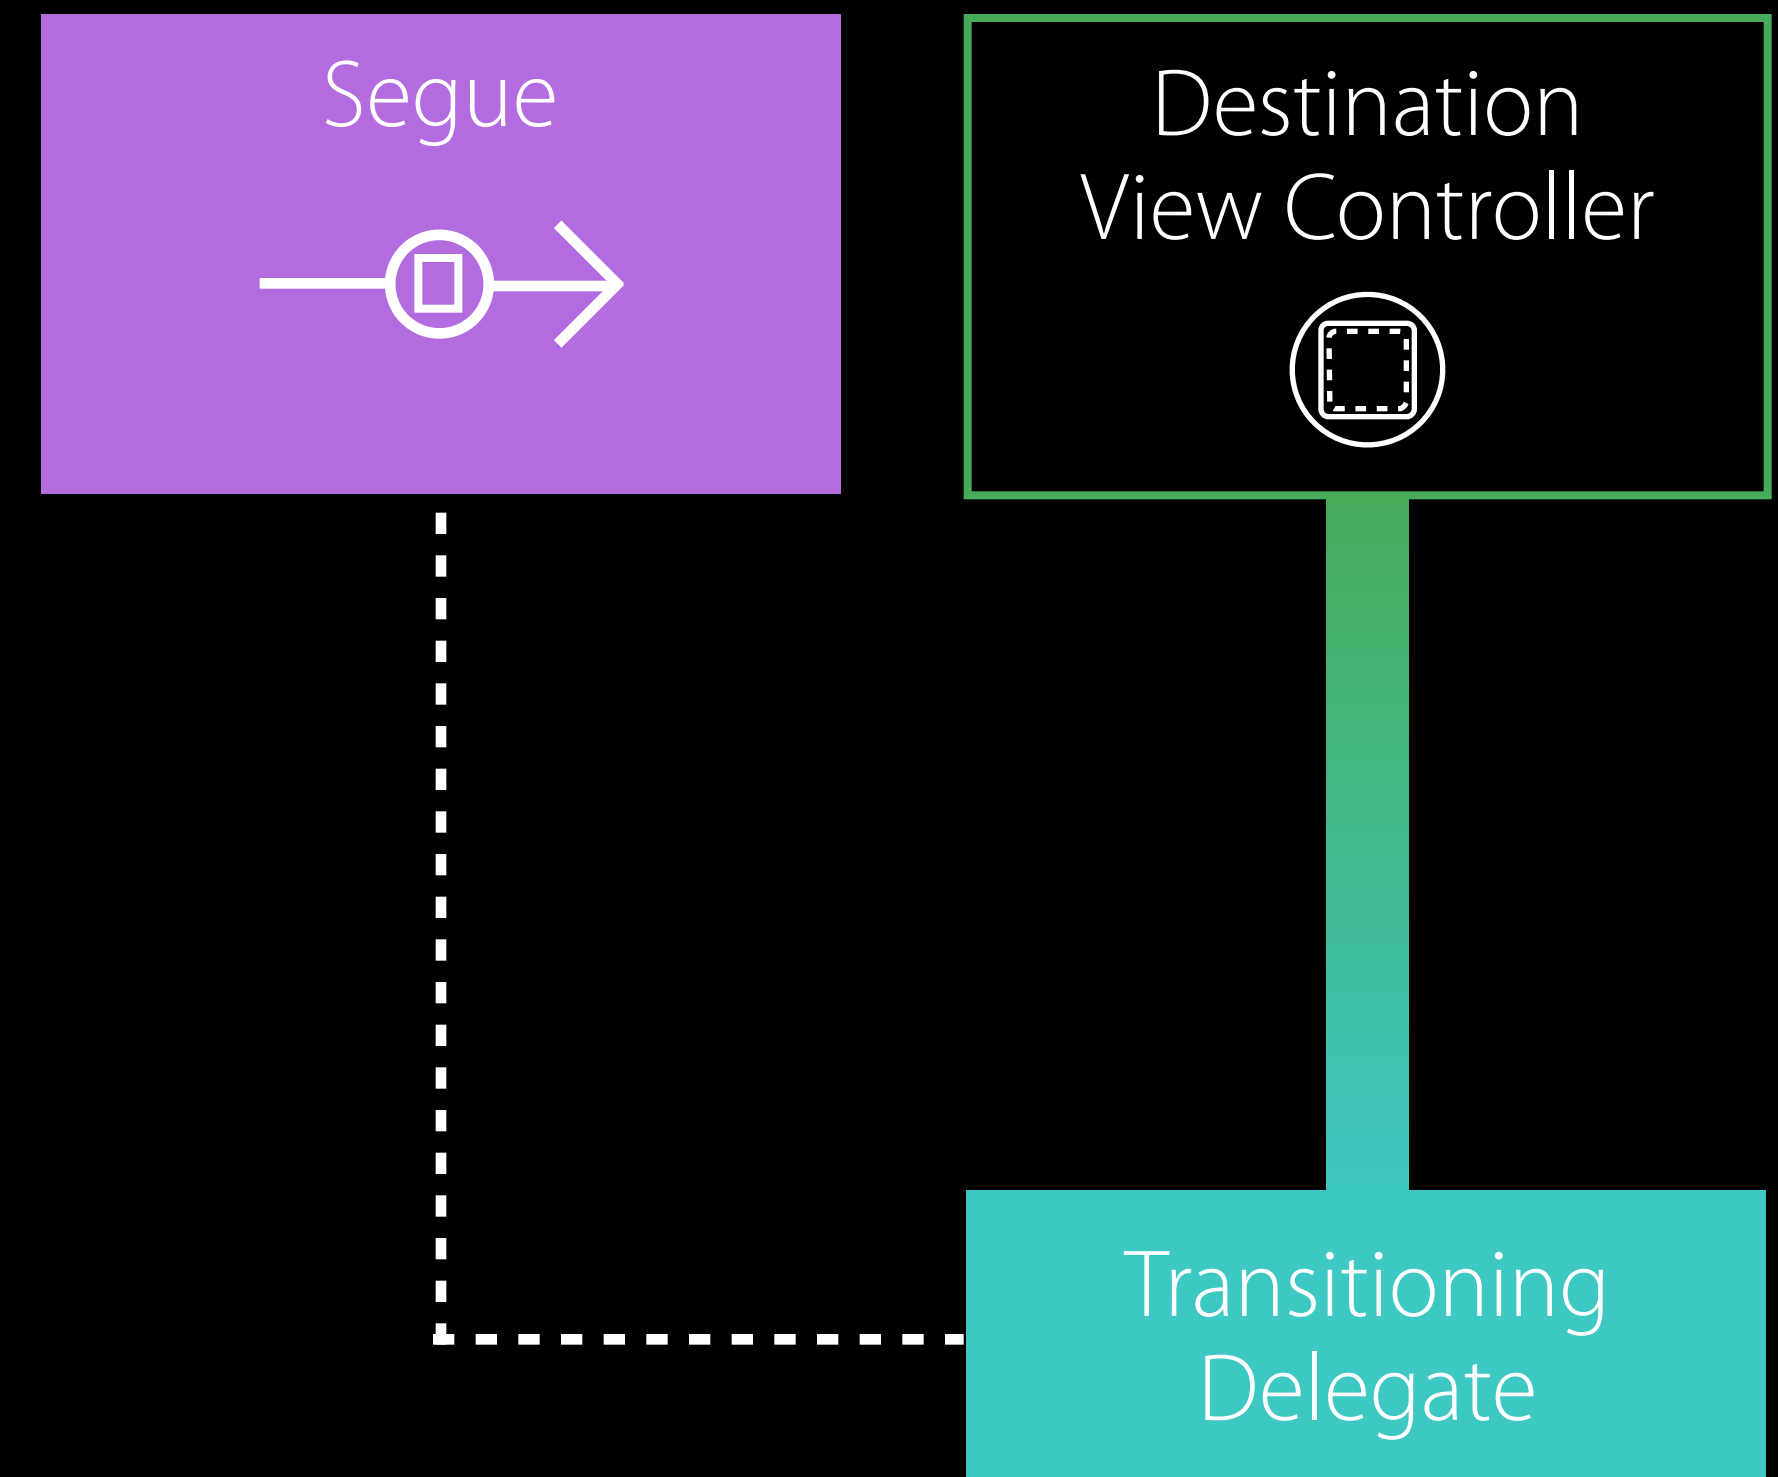 Segue
Destination
View Controller
Transitioning
Delegate